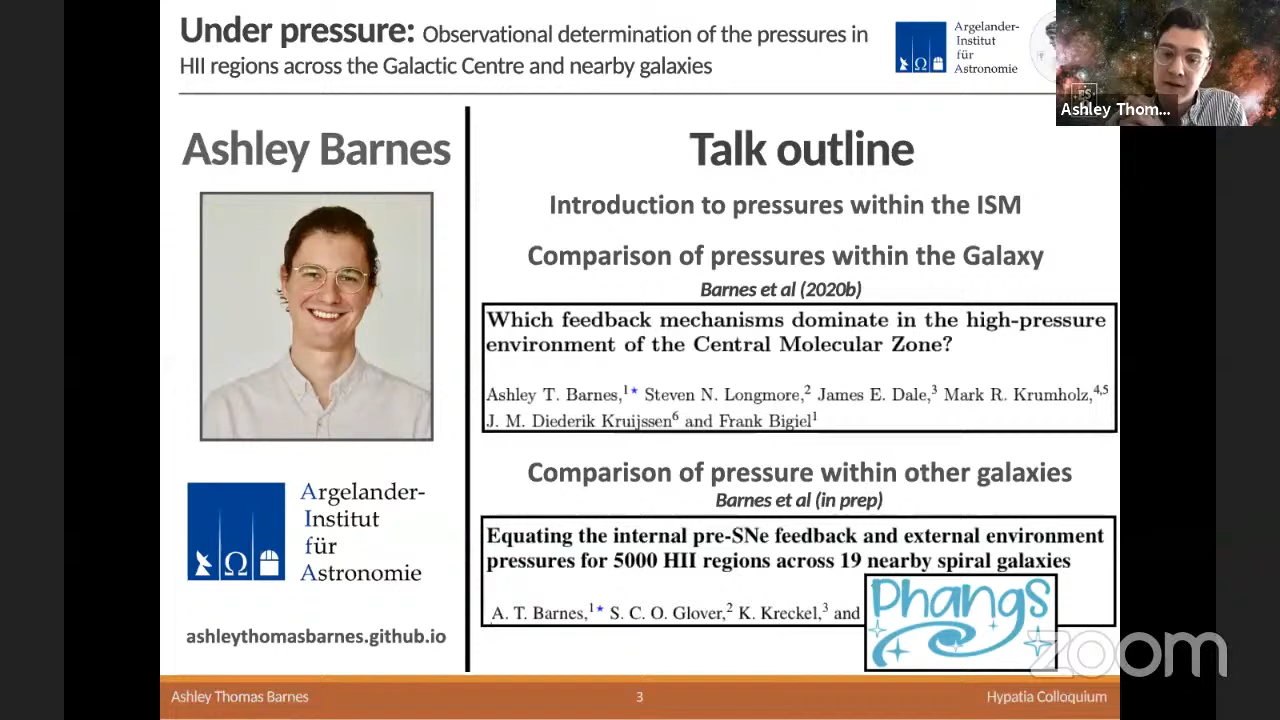 Under pressure: Observational determination of the pressures in
HII regions across the Galactic Centre and nearby galaxies
Argelander-
Institut
für
Astronomie
Ashley Thom...
Ashley Barnes
Argelander-
Institut
für
Astronomie
ashleythomasbarnes.github.io
Talk outline
Introduction to pressures within the ISM
Comparison of pressures within the Galaxy
Barnes et al (2020b)
Which feedback mechanisms dominate in the high-pressure
environment of the Central Molecular Zone?
Ashley T. Barnes,1★ Steven N. Longmore,2 James E. Dale,3 Mark R. Krumholz,4,5
J. M. Diederik Kruijssen6 and Frank Bigiel1
Comparison of pressure within other galaxies
Barnes et al (in prep)
Equating the internal pre-SNe feedback and external environment
pressures for 5000 HII regions across 19 nearby spiral galaxies
A. T. Barnes,1★ S. C. O. Glover,2 K. Kreckel,3 and
PHANGS
zoom
Ashley Thomas Barnes
3
Hypatia Colloquium